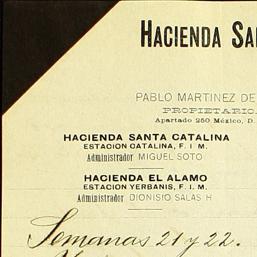 HACIENDA SA
PABLO MARTINEZ DE
PROPIETARIO
Apartado 250 México, D.
HACIENDA SANTA CATALINA
ESTACION CATALINA, F. I M.
Administrador MIGUEL SOTO
HACIENDA EL ALAMO
ESTACION YERBANIS, F. I. M.
Administrador DIONISIO SALAS H
Semanas 21 y 22.